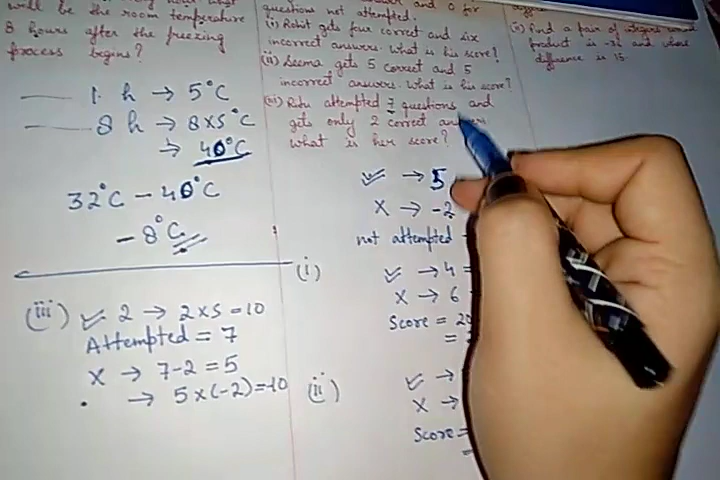 will be the room temperature
8 hours after the freezing
process begins?
1 h → 5°C
8 h → 8×5°C
→ 40°C
32°C - 40°C
- 8°C
(iii) ✓ 2 → 2×5 = 10
Attempted = 7
X → 7-2 = 5
→ 5×(-2) = -10
and 0 for
questions not attempted.
(i) Rohit gets four correct and six
incorrect answers. What is his score?
(ii) Seema gets 5 correct and 5
incorrect answers. What is his score?
(iii) Ritu attempted 7 questions and
gets only 2 correct
what is her score?
✓ → 5
X → -2
not attempted
(i)
✓ → 4 =
X → 6 -
Score = 20
=
(ii)
✓ →
X →
Score =
=
(c) Find a pair of integers whose
product is -36 and whose
difference is 15.